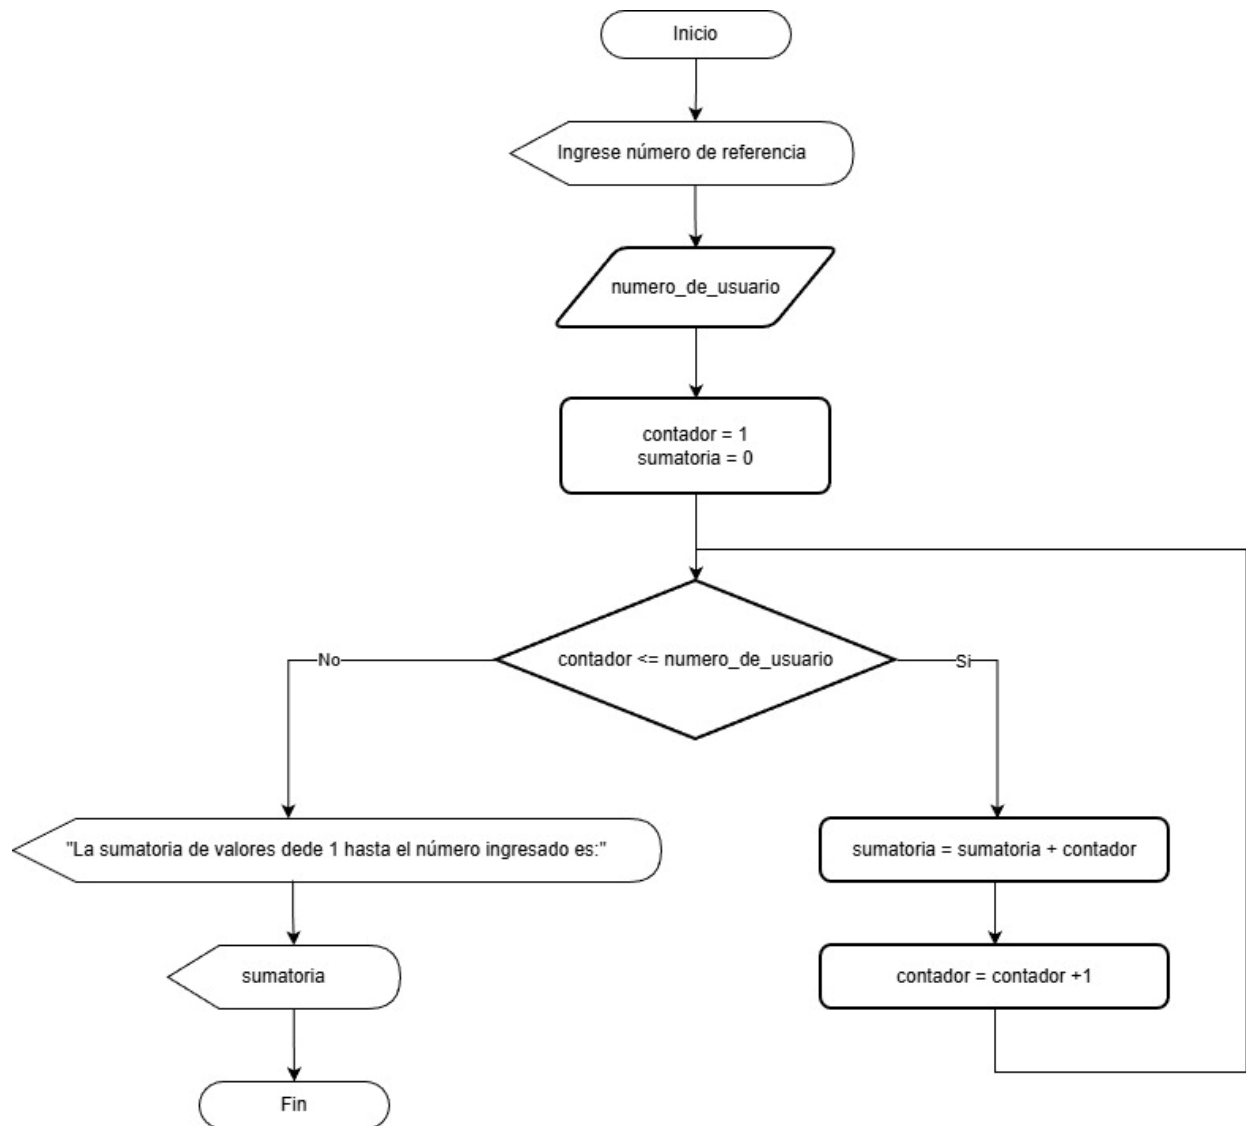 Inicio
Ingrese número de referencia
numero_de_usuario
contador = 1
sumatoria = 0
contador <= numero_de_usuario
No
Si
"La sumatoria de valores dede 1 hasta el número ingresado es:"
sumatoria = sumatoria + contador
sumatoria
contador = contador +1
Fin